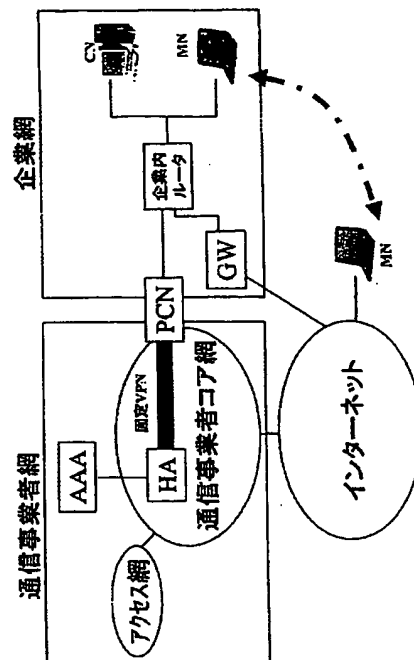 通信事業者網
企業網
AAA
HA
固定VPN
PCN
通信事業者コア網
アクセス網
企業内
ルータ
GW
CN
MN
MN
インターネット